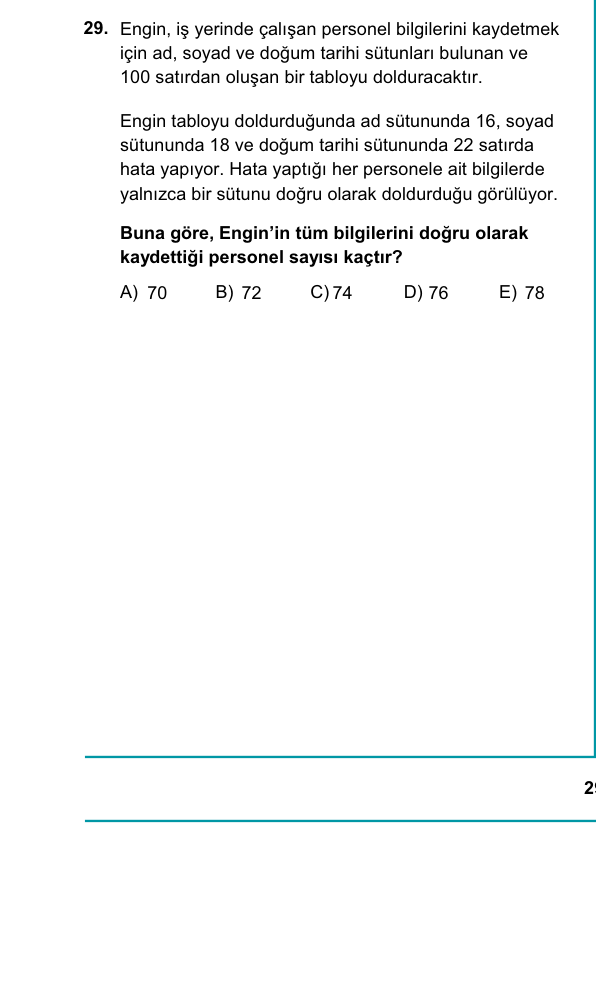 29. Engin, iş yerinde çalışan personel bilgilerini kaydetmek
için ad, soyad ve doğum tarihi sütunları bulunan ve
100 satırdan oluşan bir tabloyu dolduracaktır.
Engin tabloyu doldurduğunda ad sütununda 16, soyad
sütununda 18 ve doğum tarihi sütununda 22 satırda
hata yapıyor. Hata yaptığı her personele ait bilgilerde
yalnızca bir sütunu doğru olarak doldurduğu görülüyor.
Buna göre, Engin’in tüm bilgilerini doğru olarak
kaydettiği personel sayısı kaçtır?
A) 70 B) 72 C) 74 D) 76 E) 78